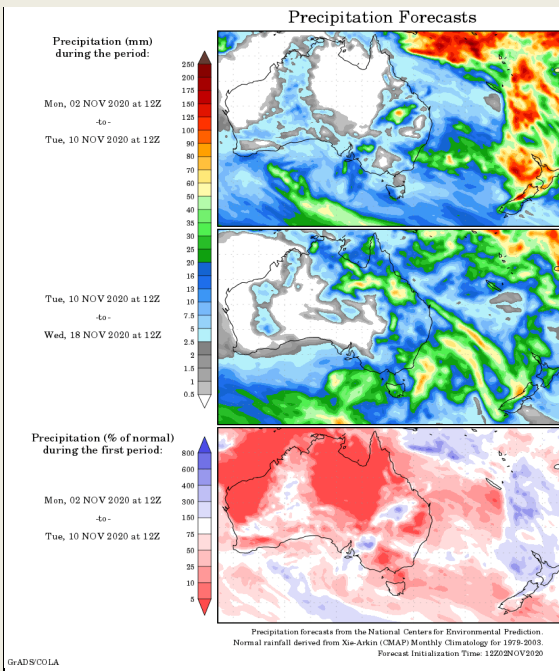 Precipitation Forecasts
Precipitation (mm)
during the period:
Mon, 02 NOV 2020 at 12Z
-to-
Tue, 10 NOV 2020 at 12Z
250
200
175
150
125
100
90
80
70
60
50
40
35
30
25
20
16
13
10
7.5
5
2.5
2
1.5
1
0.5
Tue, 10 NOV 2020 at 12Z
-to-
Wed, 18 NOV 2020 at 12Z
Precipitation (% of normal)
during the first period:
Mon, 02 NOV 2020 at 12Z
-to-
Tue, 10 NOV 2020 at 12Z
800
600
400
300
150
75
50
25
10
5
Precipitation forecasts from the National Centers for Environmental Prediction.
Normal rainfall derived from Xie-Arkin (CMAP) Monthly Climatology for 1979-2003.
Forecast Initialization Time: 12Z02NOV2020
GrADS/COLA